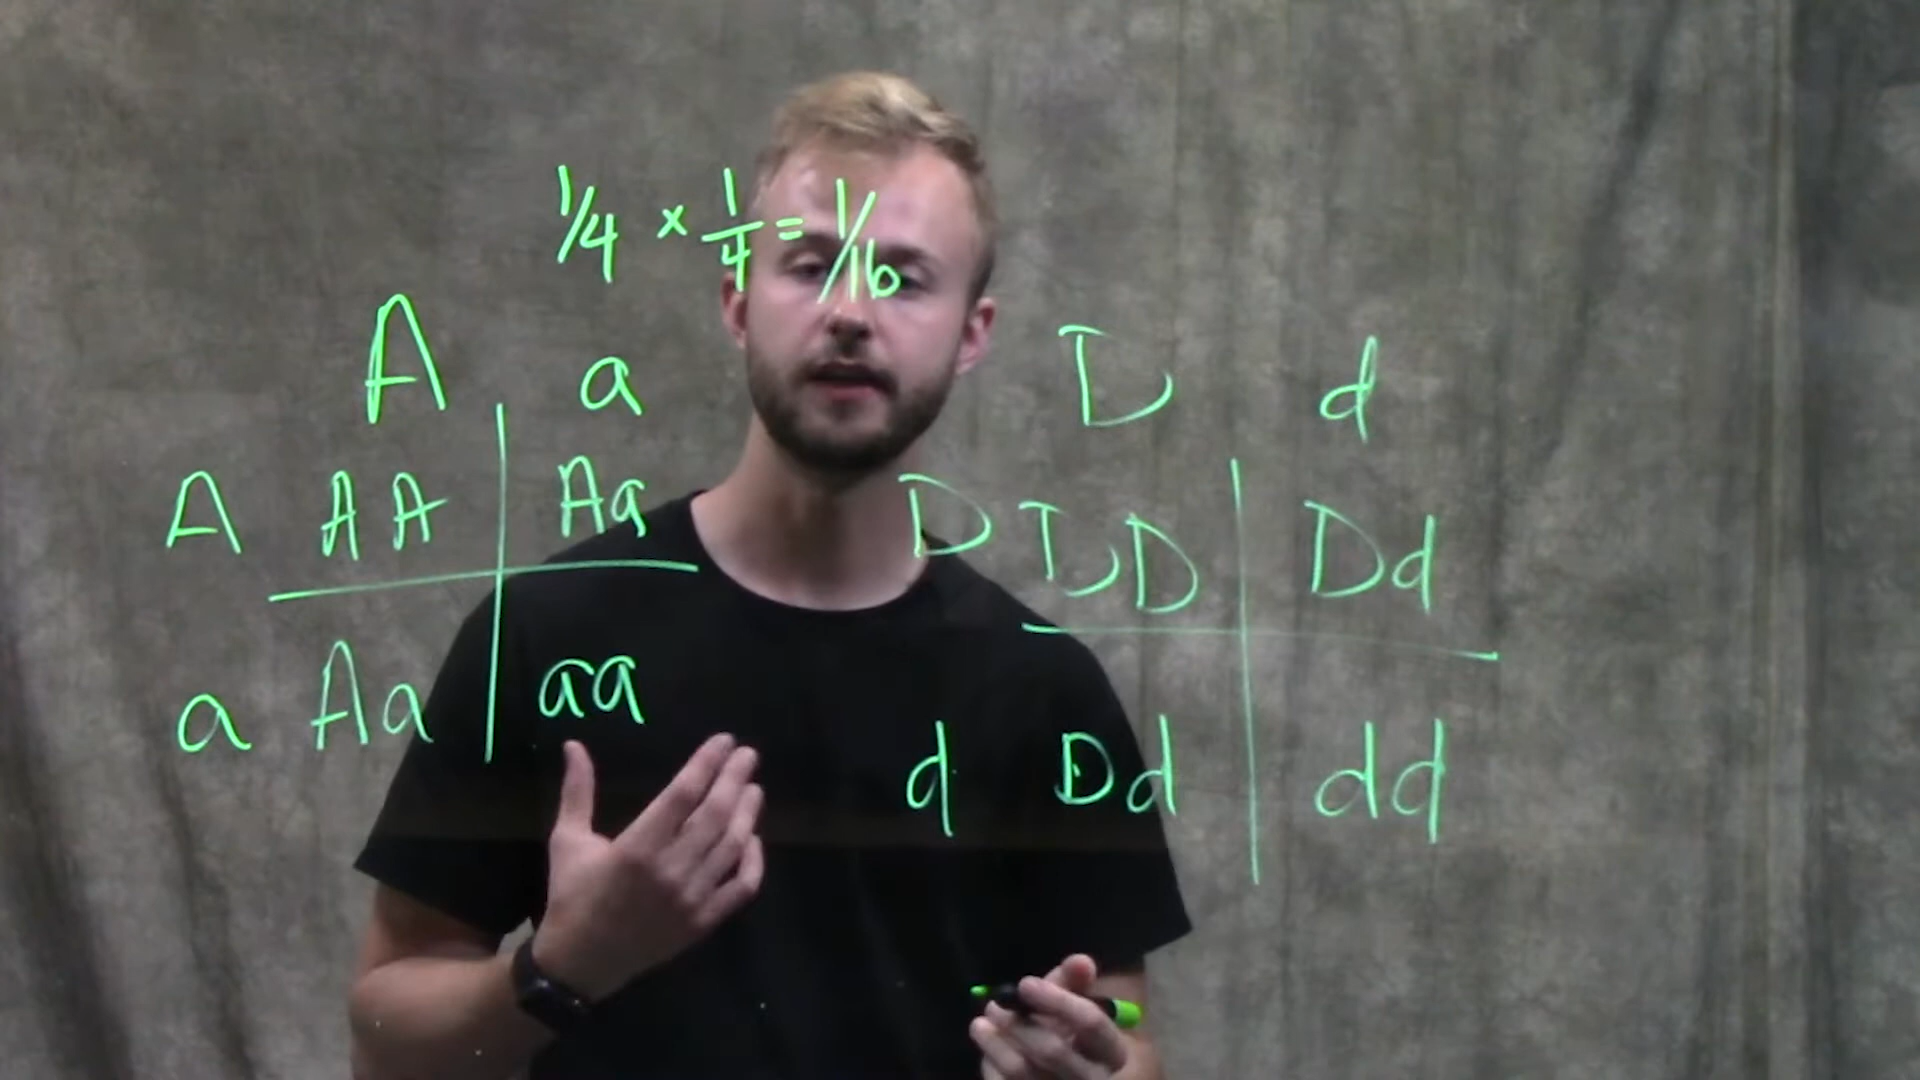 1/4 × 1/4 = 1/16
A a
A AA Aa
a Aa aa
D d
D DD Dd
d Dd dd